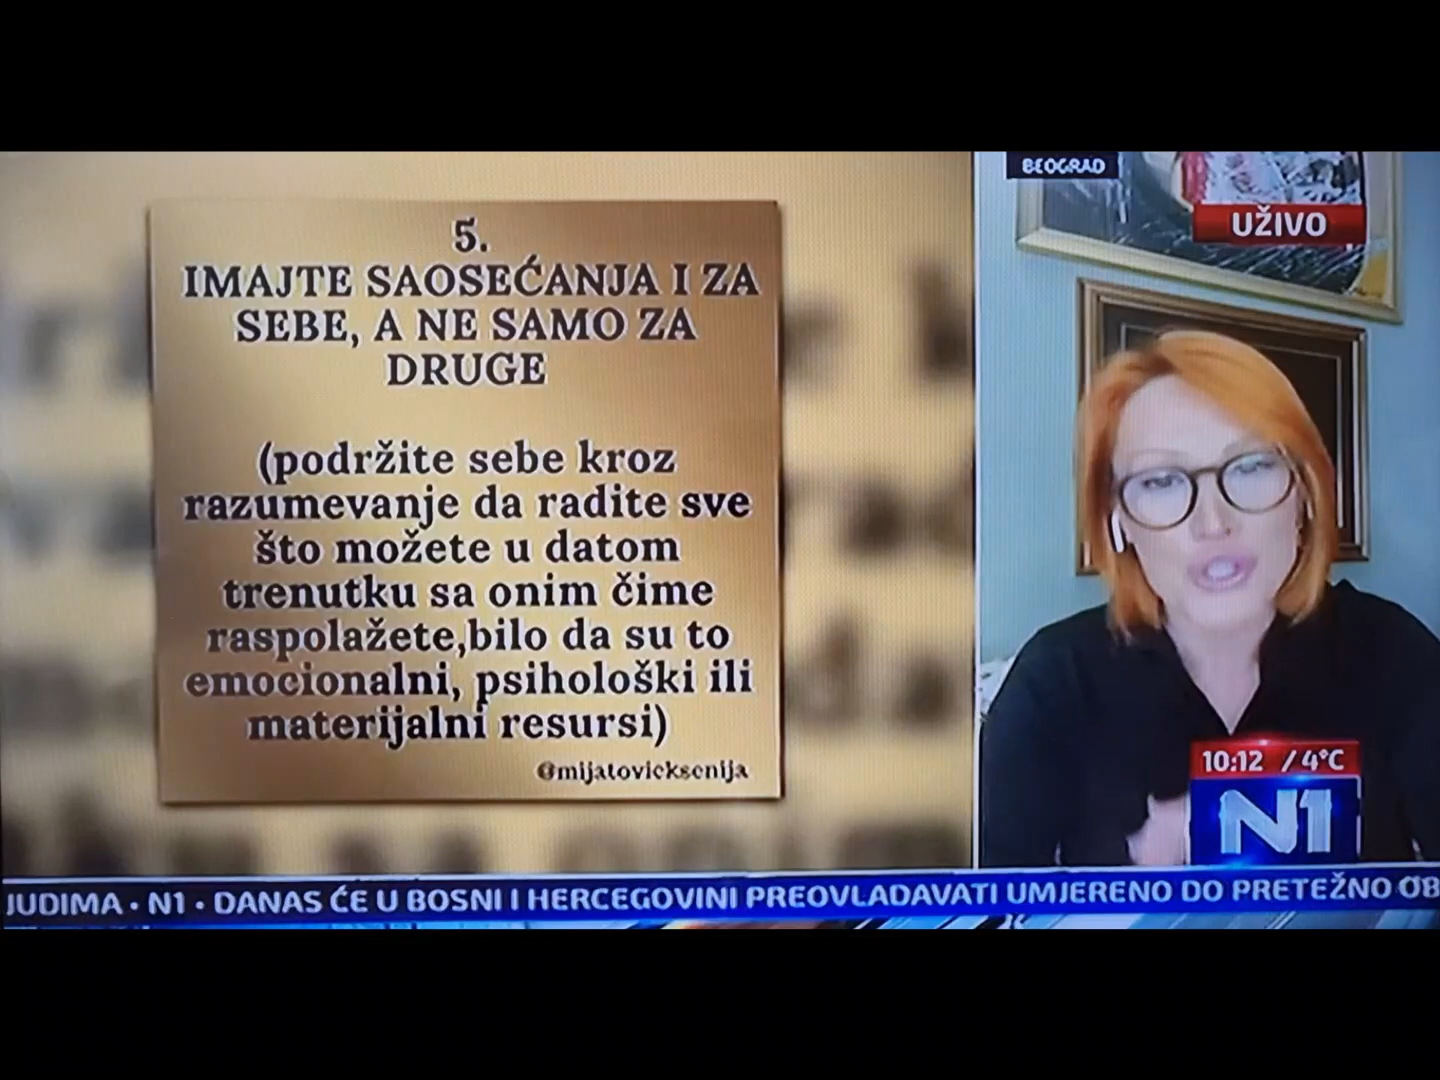 5.
IMAJTE SAOSEĆANJA I ZA
SEBE, A NE SAMO ZA
DRUGE
(podržite sebe kroz
razumevanje da radite sve
što možete u datom
trenutku sa onim čime
raspolažete,bilo da su to
emocionalni, psihološki ili
materijalni resursi)
@mijatovicksenija
BEOGRAD
UŽIVO
10:12 / 4°C
N1
JUDIMA • N1 • DANAS ĆE U BOSNI I HERCEGOVINI PREOVLADAVATI UMJERENO DO PRETEŽNO OB